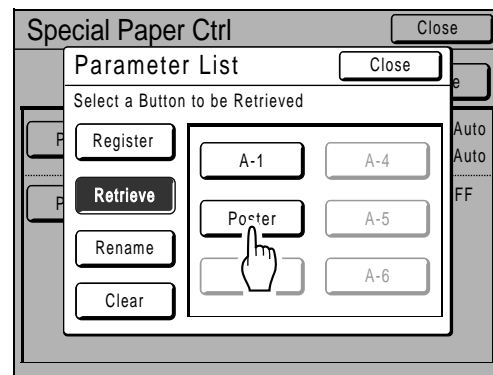 Special Paper Ctrl
Close
Parameter List
Close
Select a Button to be Retrieved
Register
Retrieve
Rename
Clear
A-1
A-4
Poster
A-5
A-6
Auto
Auto
FF